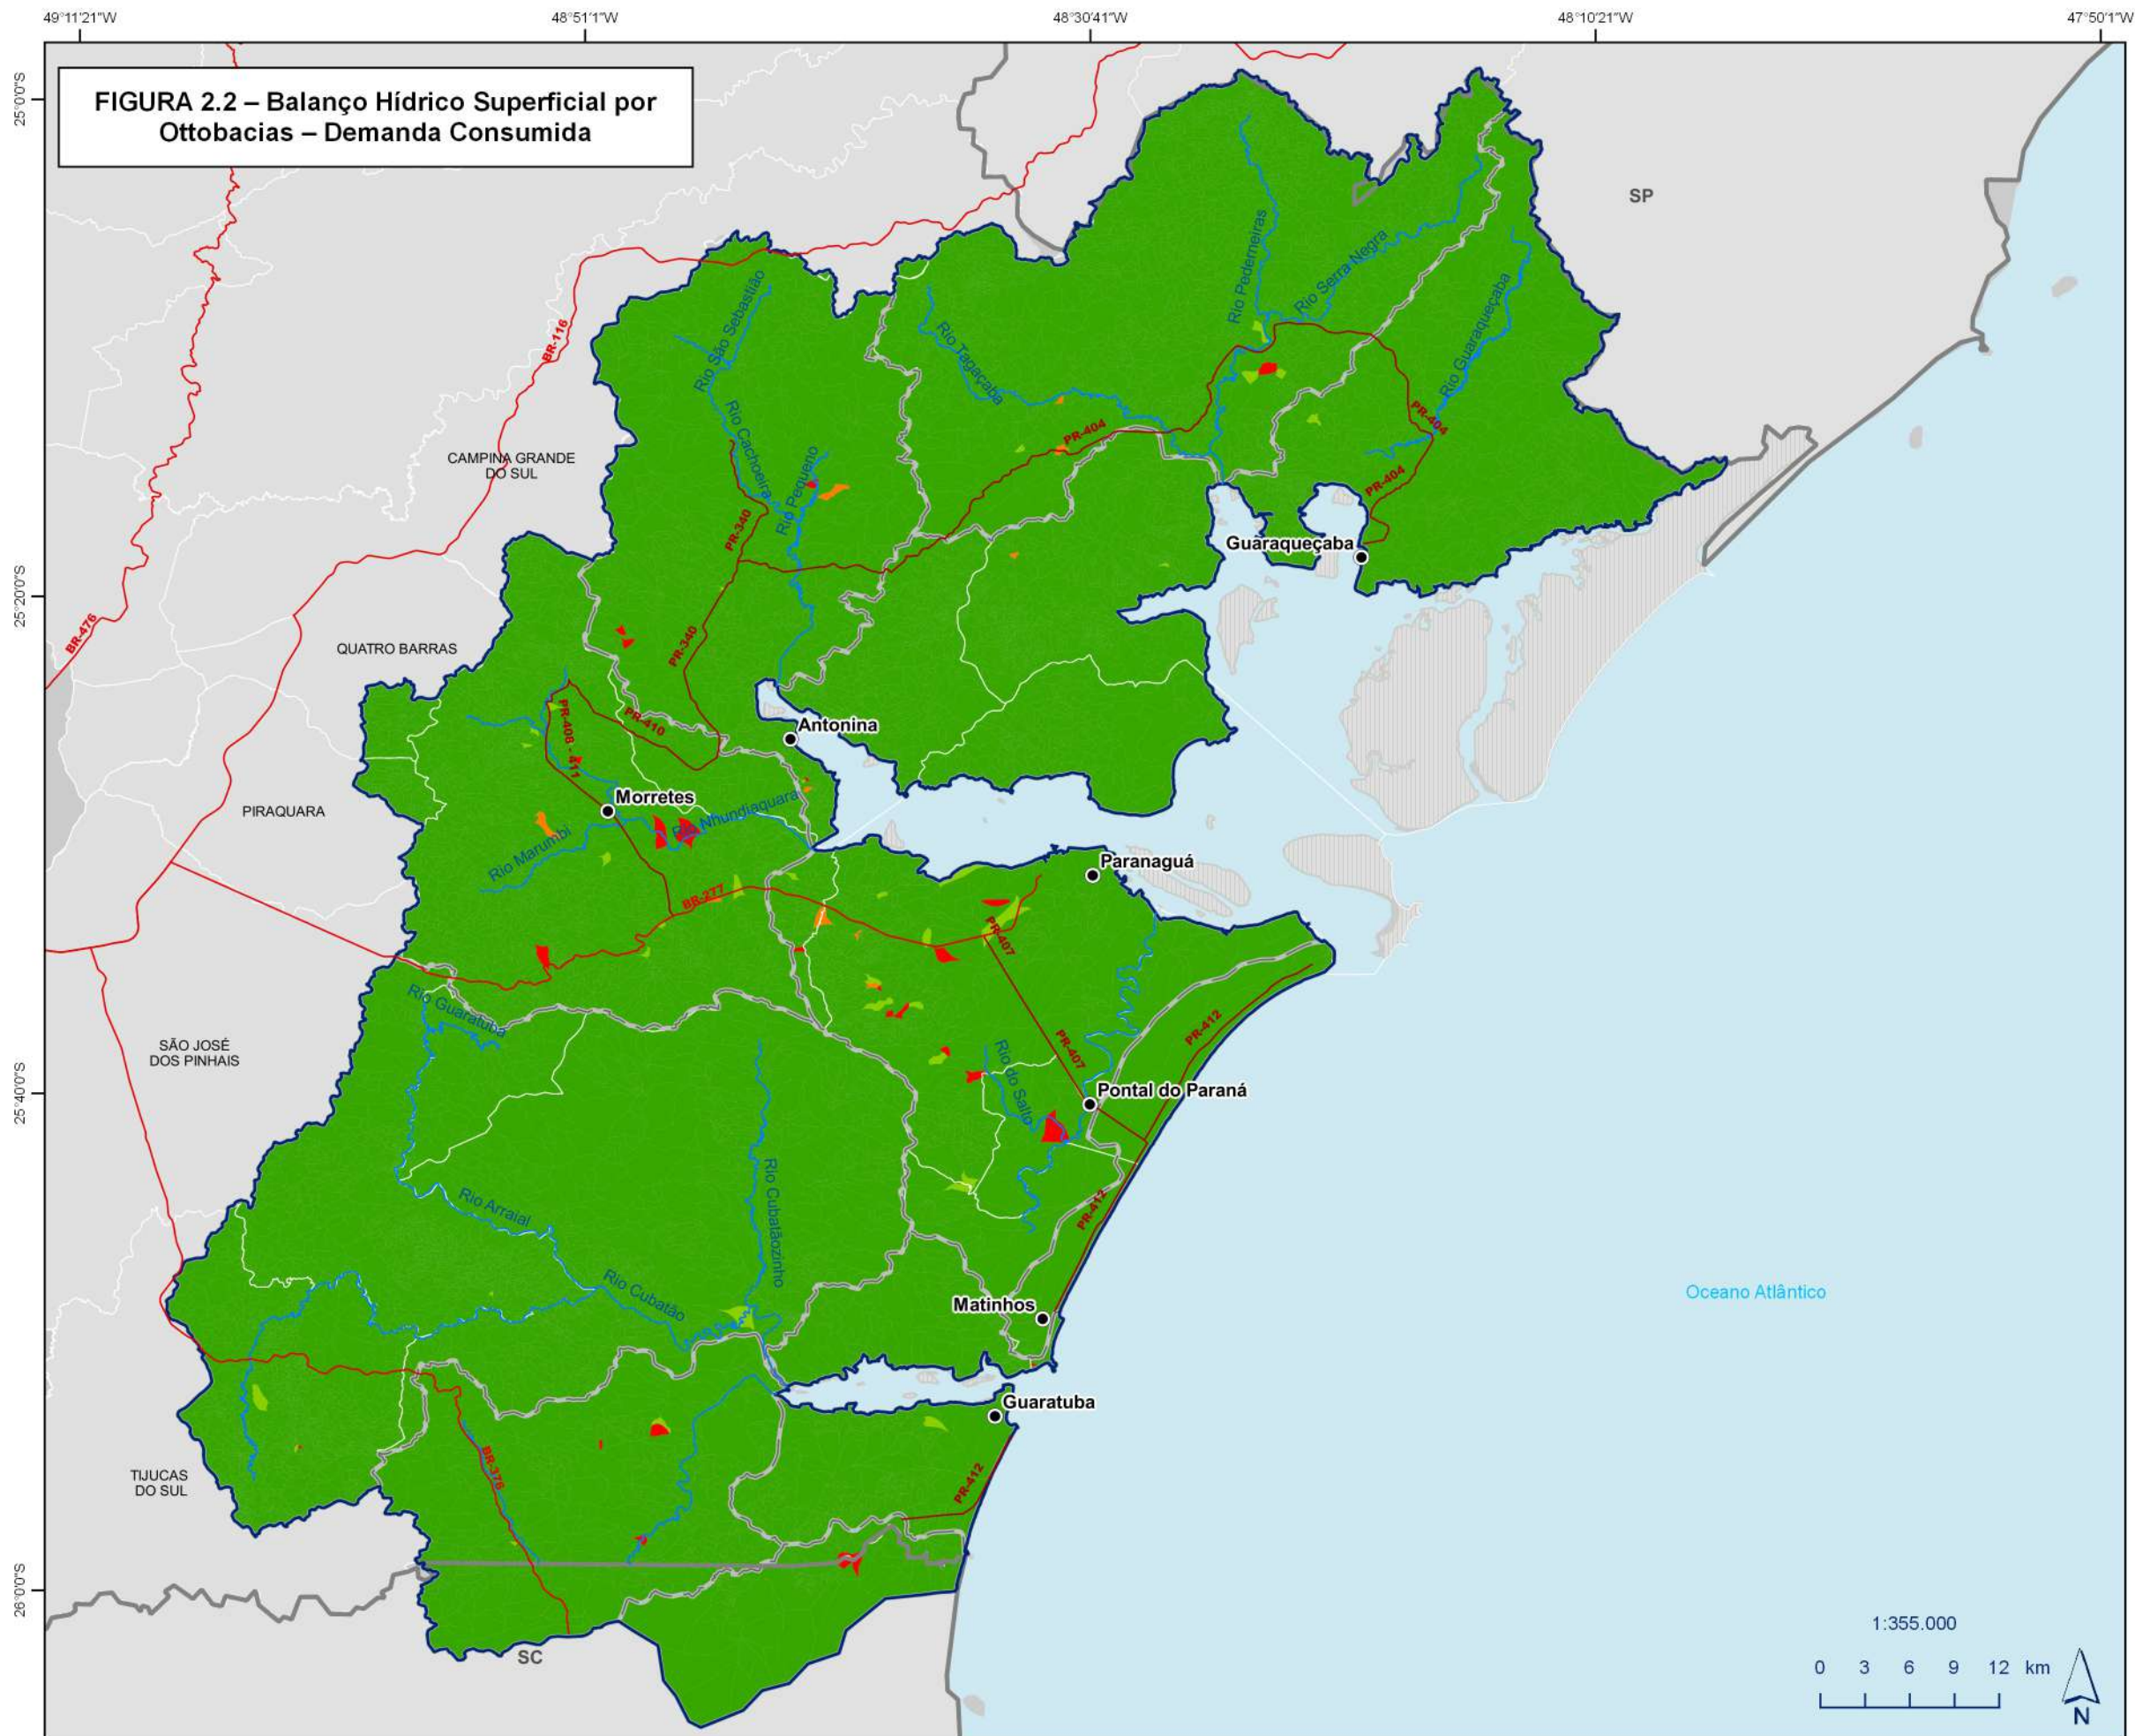 49°11'21"W
48°51'1"W
48°30'41"W
48°10'21"W
47°50'1"W
25°0'0"S
25°20'0"S
25°40'0"S
26°0'0"S
FIGURA 2.2 – Balanço Hídrico Superficial por
Ottobacias – Demanda Consumida
SP
BR-116
BR-476
CAMPINA GRANDE
DO SUL
QUATRO BARRAS
PIRAQUARA
SÃO JOSÉ
DOS PINHAIS
TIJUCAS
DO SUL
SC
Rio São Sebastião
Rio Cachoeira
Rio Pequeno
Rio Tagaçaba
Rio Pederneiras
Rio Serra Negra
Rio Guaraqueçaba
PR-404
PR-404
PR-404
PR-340
PR-340
Guaraqueçaba
PR-408 - 411
PR-410
Antonina
Morretes
Rio Nhundiaquara
Rio Marumbi
BR-277
Paranaguá
PR-407
PR-407
PR-412
Rio Guaratuba
Rio do Salto
Pontal do Paraná
PR-412
Rio Arraial
Rio Cubatãozinho
Rio Cubatão
Matinhos
Guaratuba
PR-412
BR-376
Oceano Atlântico
1:355.000
0 3 6 9 12 km
N